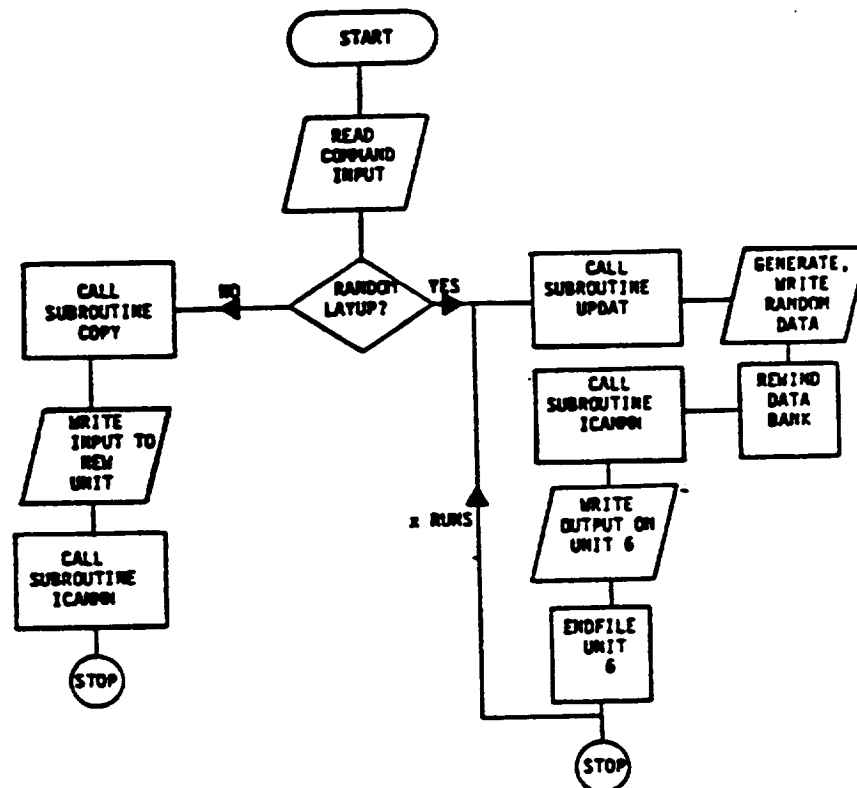 START
READ
COMMAND
INPUT
RANDOM
LAYUP?
NO
YES
CALL
SUBROUTINE
COPY
WRITE
INPUT TO
NEW
UNIT
CALL
SUBROUTINE
ICANMN
STOP
CALL
SUBROUTINE
UPDAT
GENERATE,
WRITE
RANDOM
DATA
REWIND
DATA
BANK
CALL
SUBROUTINE
ICANMN
WRITE
OUTPUT ON
UNIT 6
x RUNS
ENDFILE
UNIT
6
STOP